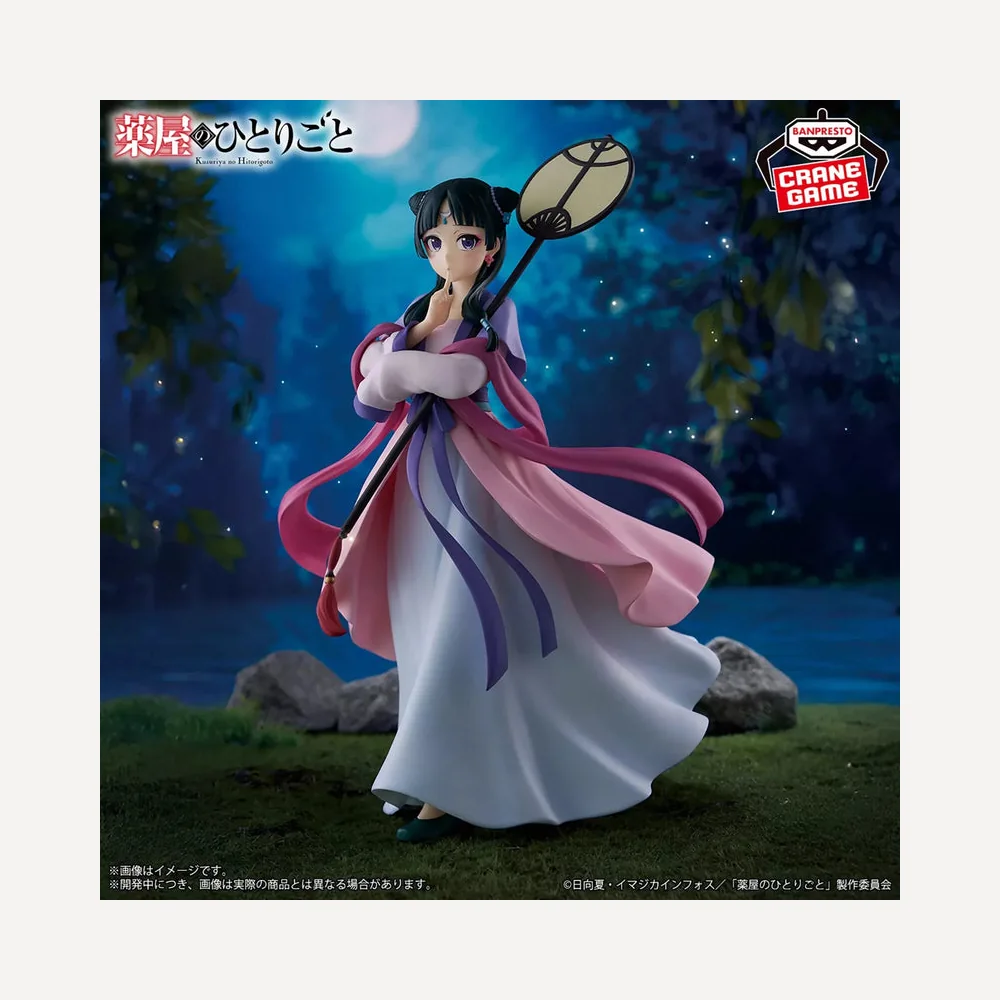 薬屋のひとりごと
Kusuriya no Hitorigoto
BANPRESTO
CRANE
GAME
※画像はイメージです。
※開発中につき、画像は実際の商品とは異なる場合があります。
©日向夏・イマジカインフォス/「薬屋のひとりごと」製作委員会